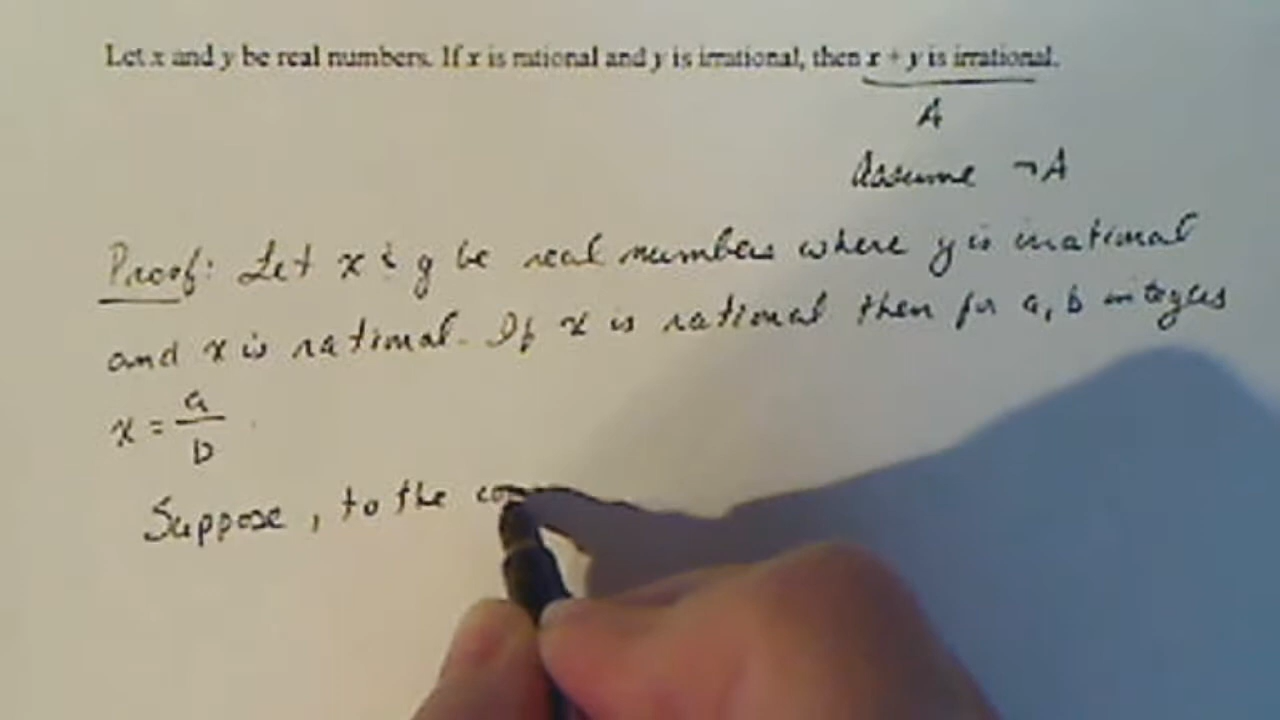 Let x and y be real numbers. If x is rational and y is irrational, then x + y is irrational.
A
Assume ¬A
Proof: Let x & y be real numbers where y is irrational
and x is rational. If x is rational then for a, b integers
x = a/b
Suppose, to the co